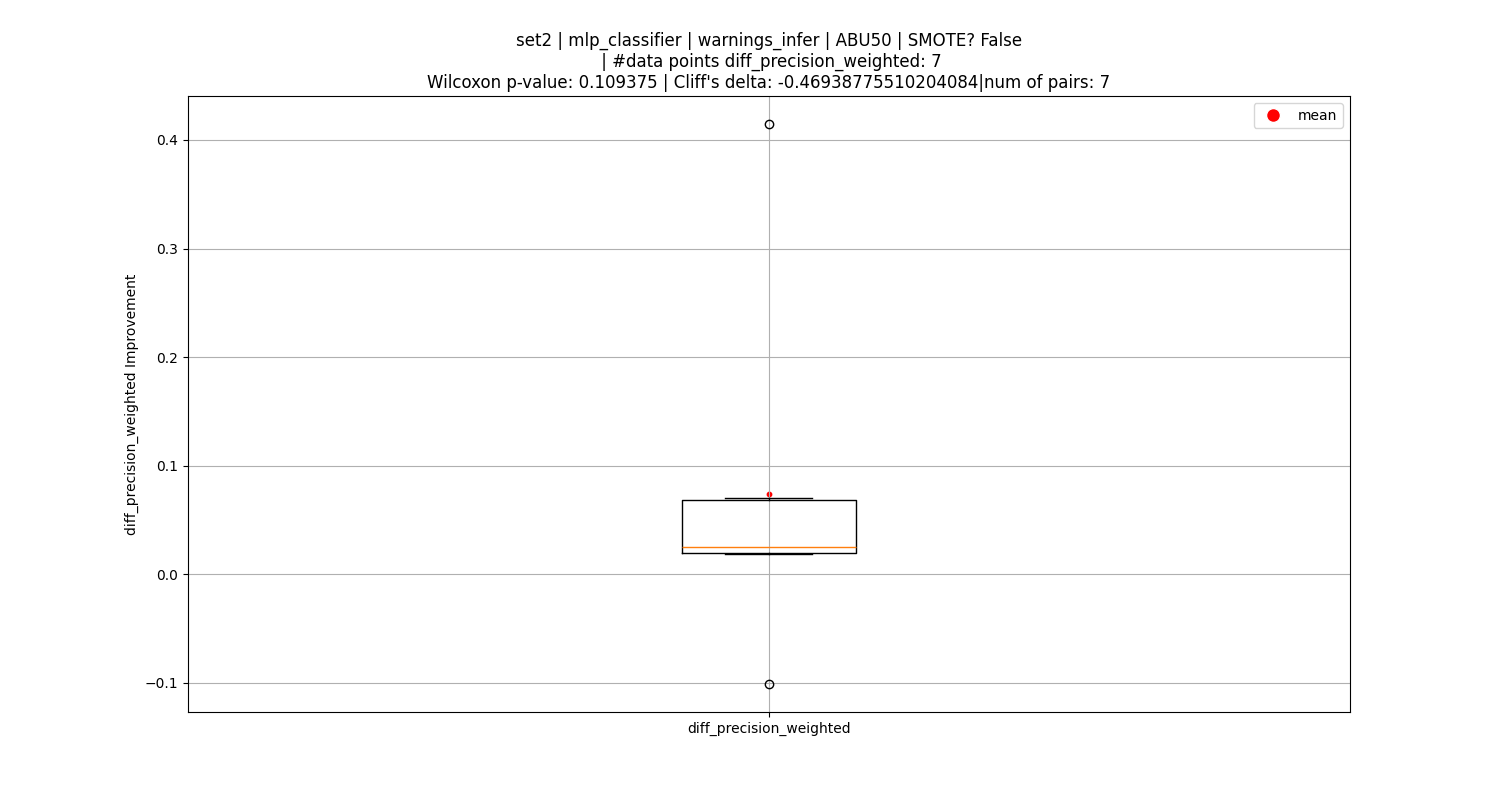 set2 | mlp_classifier | warnings_infer | ABU50 | SMOTE? False
| #data points diff_precision_weighted: 7
Wilcoxon p-value: 0.109375 | Cliff's delta: -0.46938775510204084|num of pairs: 7
mean
0.4
0.3
0.2
0.1
0.0
−0.1
diff_precision_weighted Improvement
diff_precision_weighted